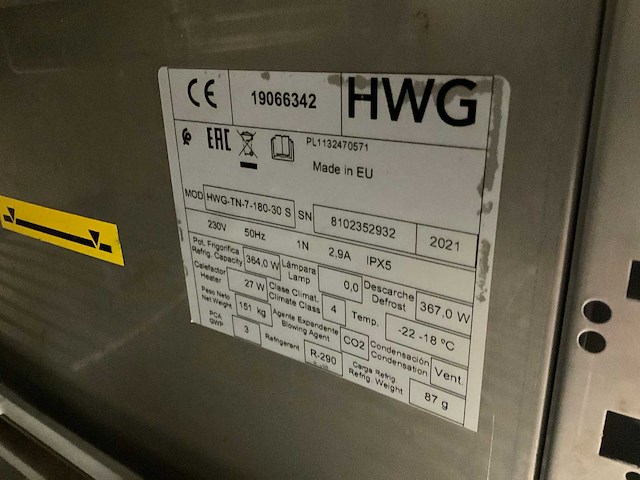 CE 19066342 HWG
EAC PL1132470571
Made in EU
MOD HWG-TN-7-180-30 S SN 8102352932 2021
230V 50Hz 1N 2,9A IPX5
Pot. Frigorifica
Refrig. Capacity 364,0 W Lámpara
Lamp 0,0 Descarche
Defrost 367,0 W
Calefactor
Heater 27 W Clase Climat.
Climate Class 4 Temp. -22 -18 °C
Peso Neto
Net Weight 151 kg Agente Expandente
Blowing Agent CO2 Condensación
Condensation Vent.
PCA
GWP 3 Refrigerant R-290 Carga Refrig.
Refrig. Weight 87 g